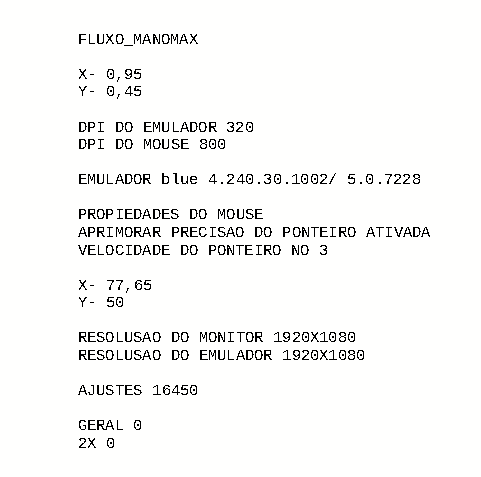 FLUXO_MANOMAX
X- 0,95
Y- 0,45
DPI DO EMULADOR 320
DPI DO MOUSE 800
EMULADOR blue 4.240.30.1002/ 5.0.7228
PROPIEDADES DO MOUSE
APRIMORAR PRECISAO DO PONTEIRO ATIVADA
VELOCIDADE DO PONTEIRO NO 3
X- 77,65
Y- 50
RESOLUSAO DO MONITOR 1920X1080
RESOLUSAO DO EMULADOR 1920X1080
AJUSTES 16450
GERAL 0
2X 0